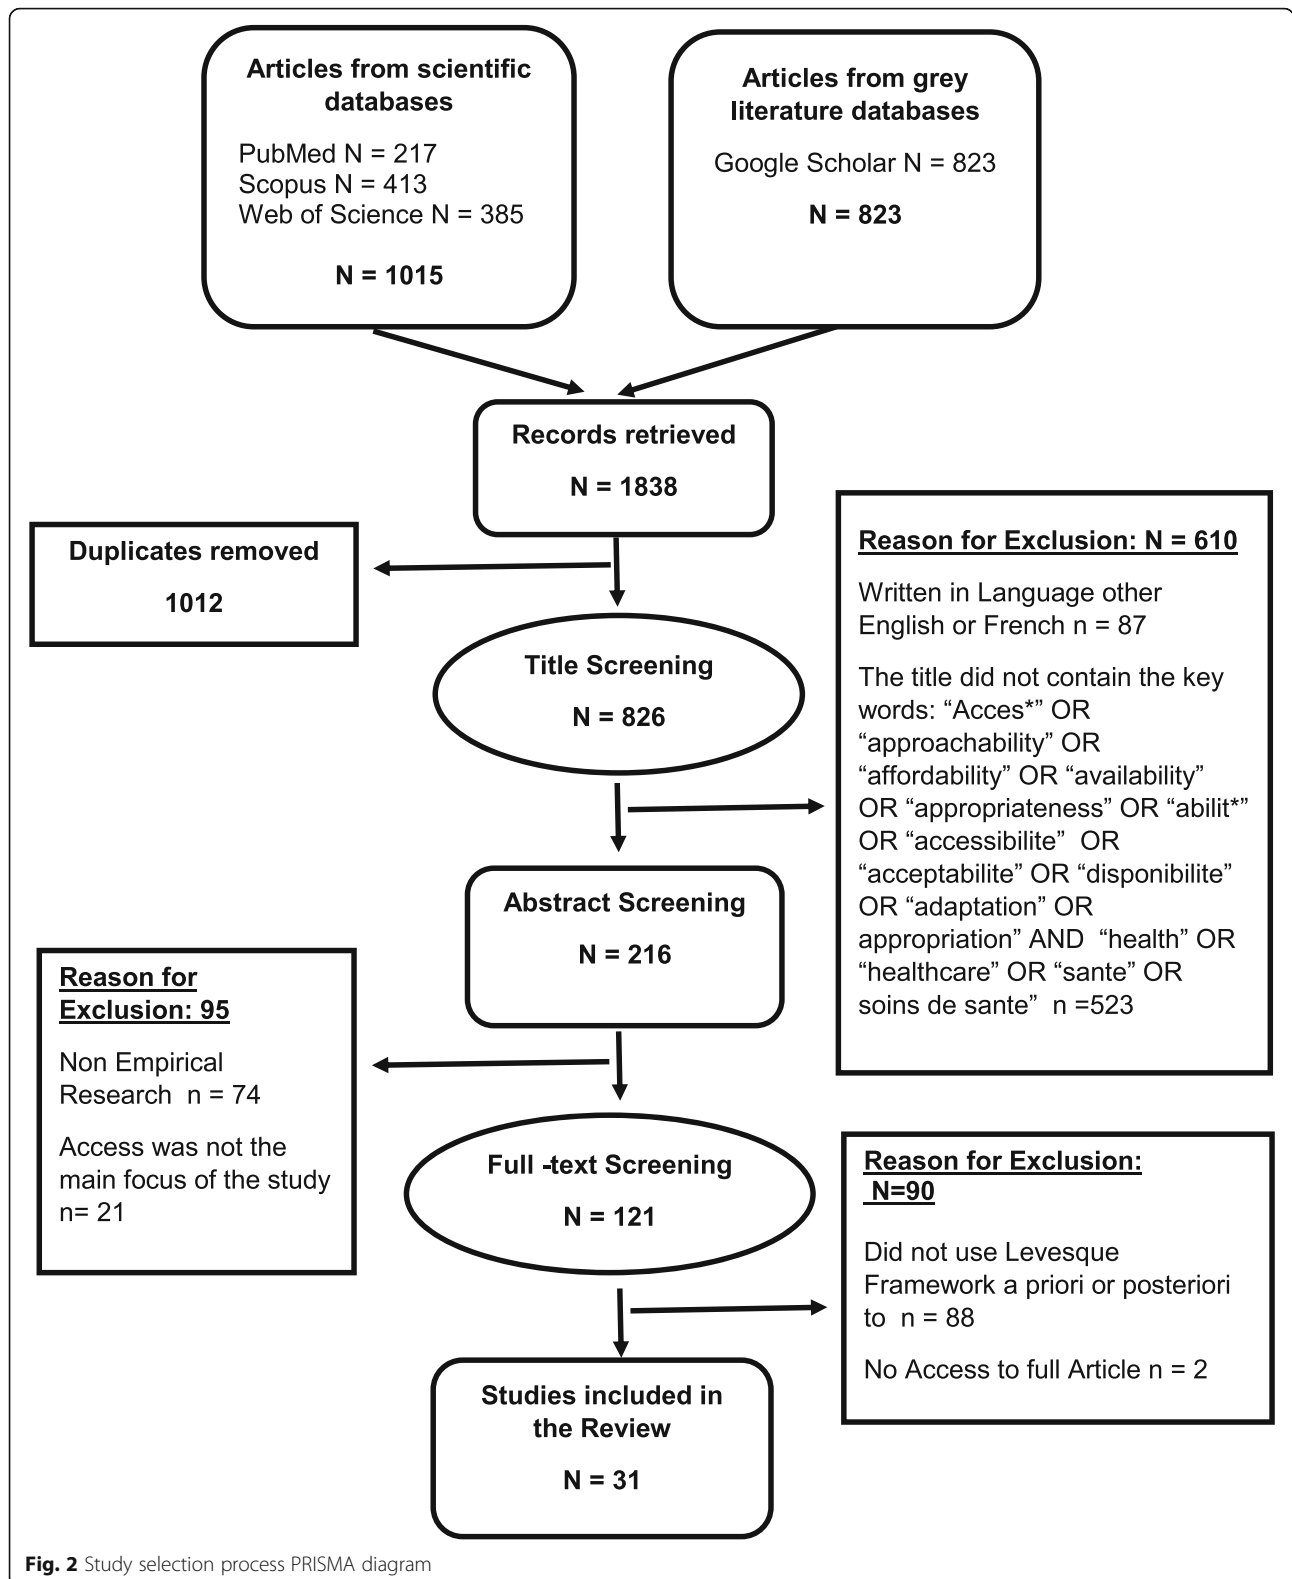 Articles from scientific
databases
PubMed N = 217
Scopus N = 413
Web of Science N = 385
N = 1015
Articles from grey
literature databases
Google Scholar N = 823
N = 823
Records retrieved
N = 1838
Duplicates removed
1012
Title Screening
N = 826
Reason for Exclusion: N = 610
Written in Language other
English or French n = 87
The title did not contain the key
words: “Acces*” OR
“approachability” OR
“affordability” OR “availability”
OR “appropriateness” OR “abilit*”
OR “accessibilite” OR
“acceptabilite” OR “disponibilite”
OR “adaptation” OR
appropriation” AND “health” OR
“healthcare” OR “sante” OR
soins de sante” n =523
Abstract Screening
N = 216
Reason for
Exclusion: 95
Non Empirical
Research n = 74
Access was not the
main focus of the study
n= 21
Full -text Screening
N = 121
Reason for Exclusion:
N=90
Did not use Levesque
Framework a priori or posteriori
to n = 88
No Access to full Article n = 2
Studies included in
the Review
N = 31
Fig. 2 Study selection process PRISMA diagram